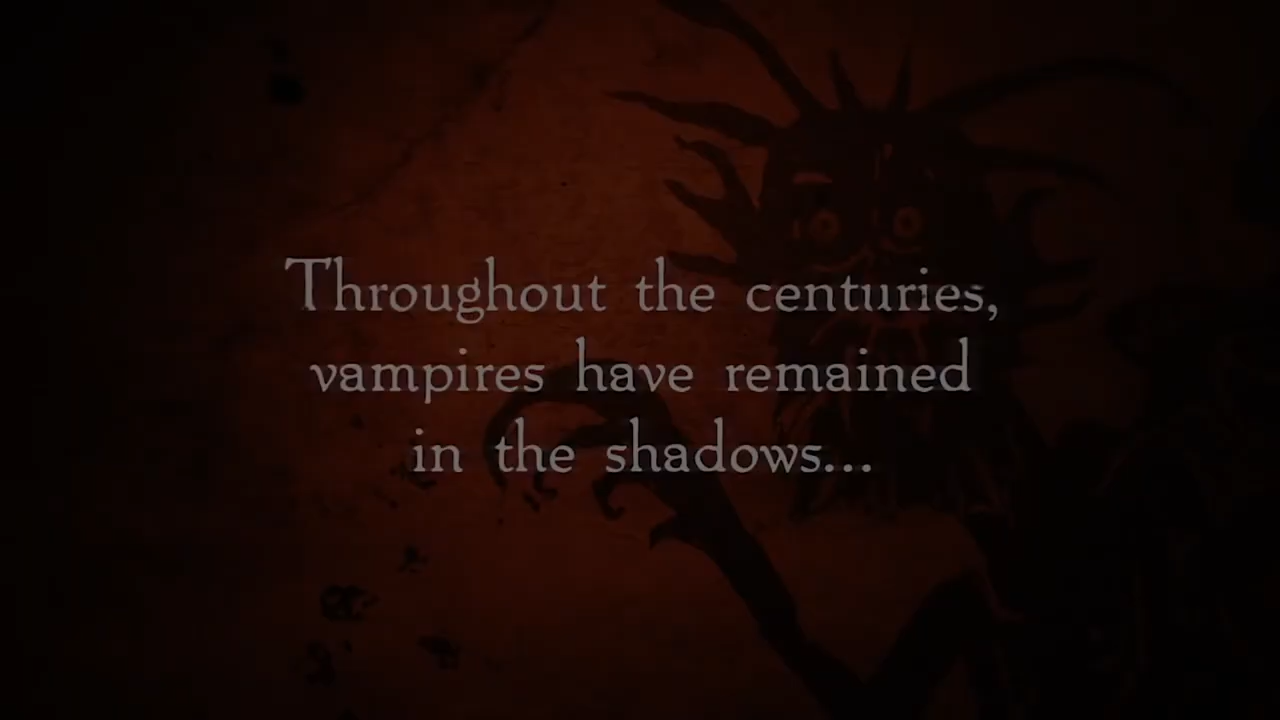 Throughout the centuries,
vampires have remained
in the shadows...